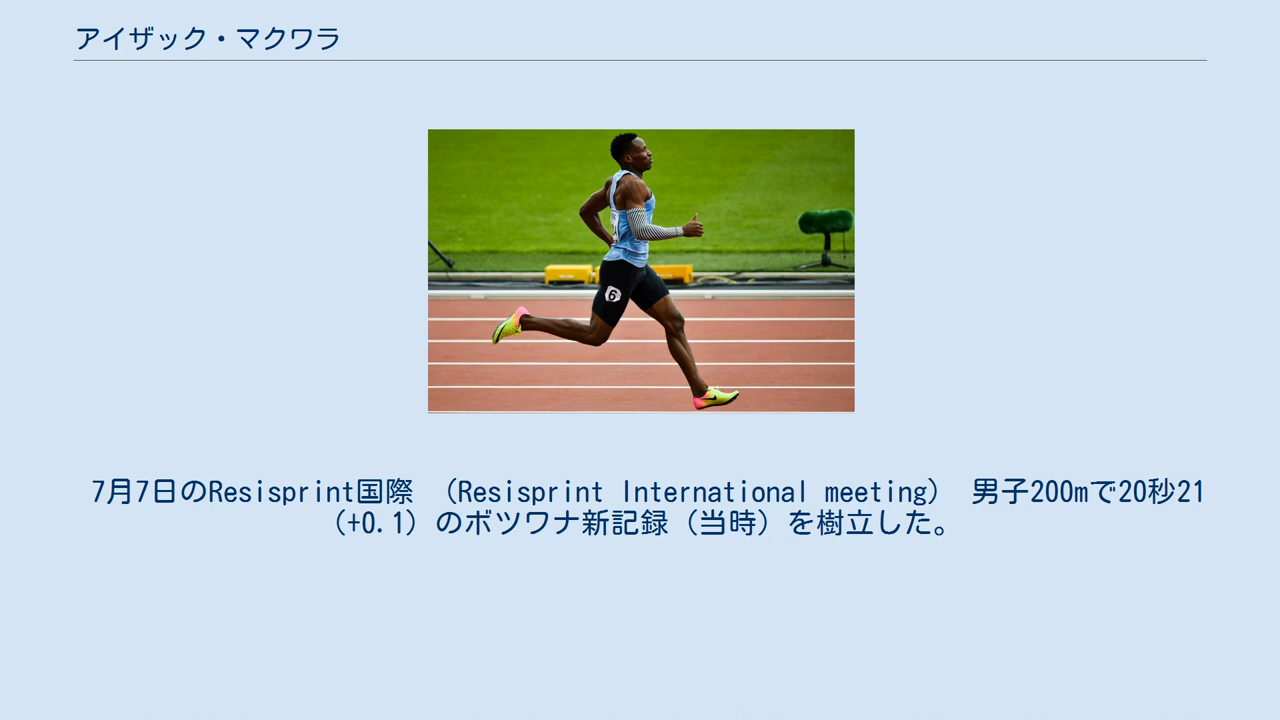 アイザック・マクワラ
6
7月7日のResisprint国際 （Resisprint International meeting） 男子200mで20秒21
（+0.1）のボツワナ新記録（当時）を樹立した。